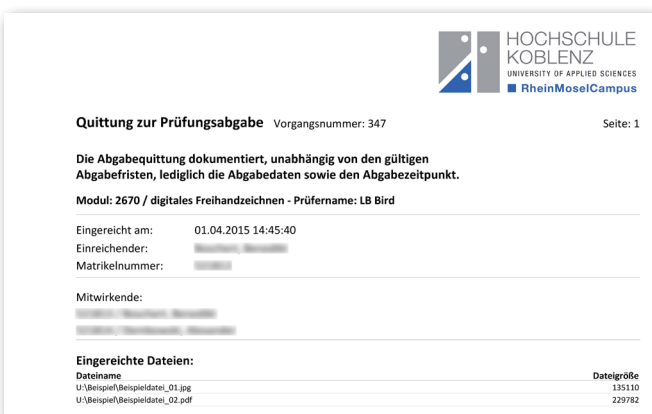 HOCHSCHULE
KOBLENZ
UNIVERSITY OF APPLIED SCIENCES
RheinMoselCampus
Quittung zur Prüfungsabgabe Vorgangsnummer: 347 Seite: 1
Die Abgabequittung dokumentiert, unabhängig von den gültigen
Abgabefristen, lediglich die Abgabedaten sowie den Abgabezeitpunkt.
Modul: 2670 / digitales Freihandzeichnen - Prüfername: LB Bird
Eingereicht am: 01.04.2015 14:45:40
Einreichender:
Matrikelnummer:
Mitwirkende:
Eingereichte Dateien:
Dateiname Dateigröße
U:\Beispiel\Beispieldatei_01.jpg 135110
U:\Beispiel\Beispieldatei_02.pdf 229782